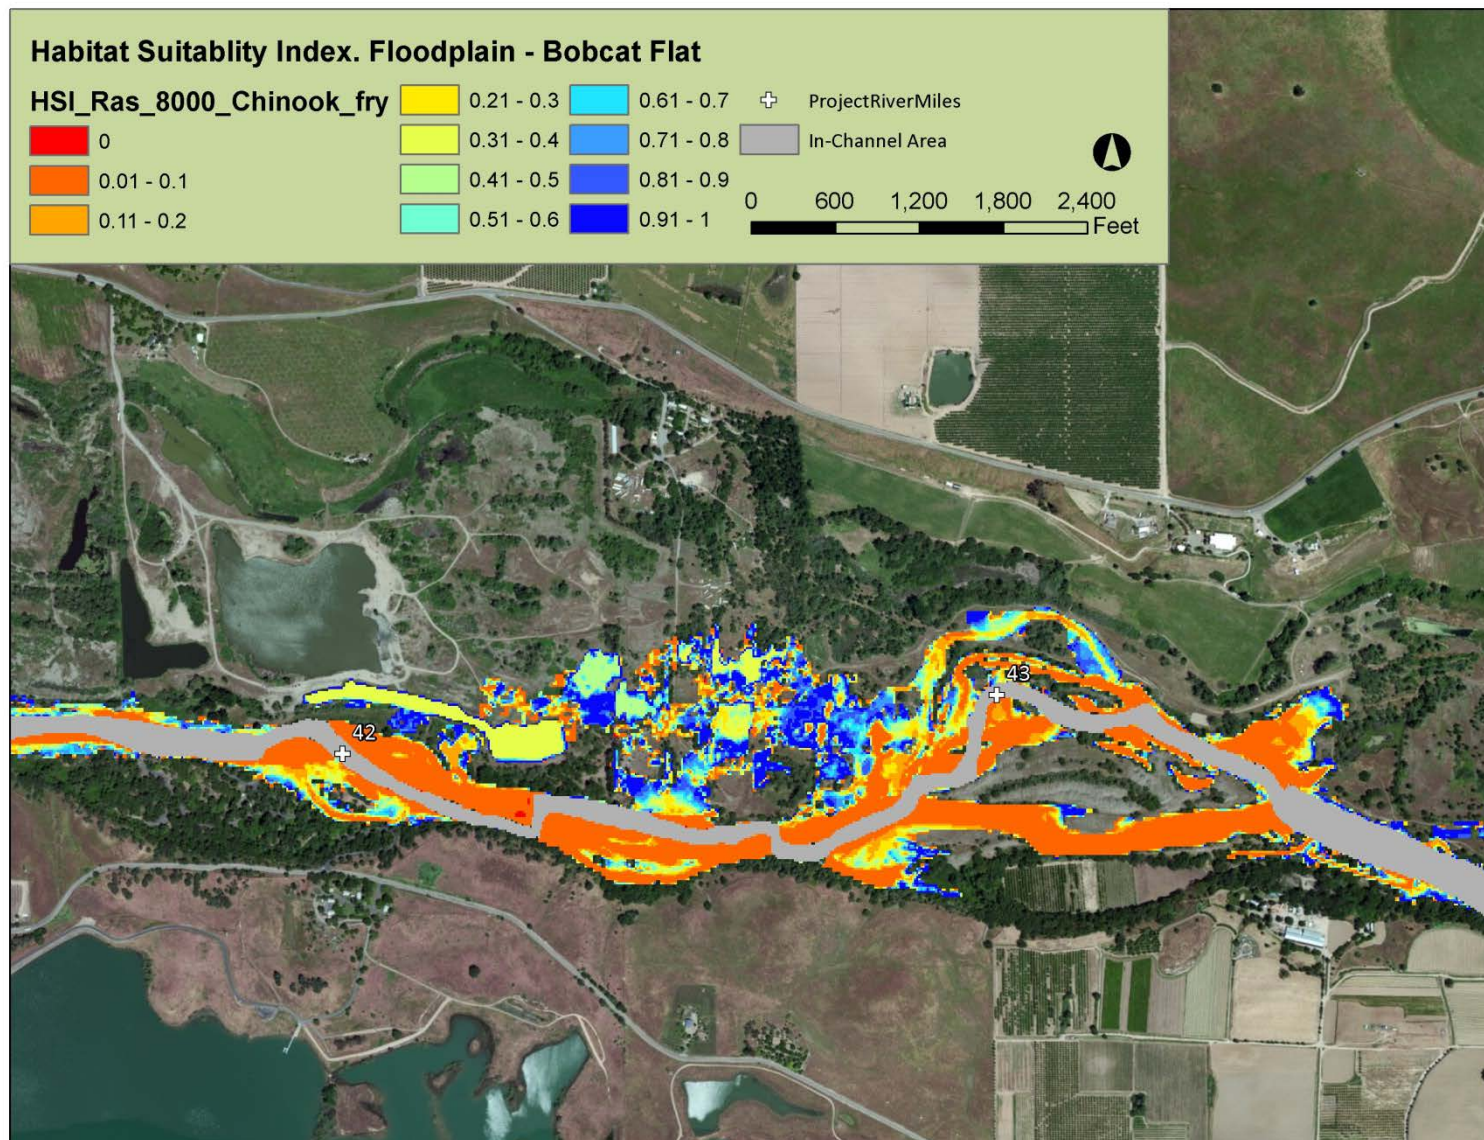 Habitat Suitablity Index. Floodplain - Bobcat Flat
HSI_Ras_8000_Chinook_fry
0
0.01 - 0.1
0.11 - 0.2
0.21 - 0.3
0.31 - 0.4
0.41 - 0.5
0.51 - 0.6
0.61 - 0.7
0.71 - 0.8
0.81 - 0.9
0.91 - 1
ProjectRiverMiles
In-Channel Area
0 600 1,200 1,800 2,400
Feet
43
42